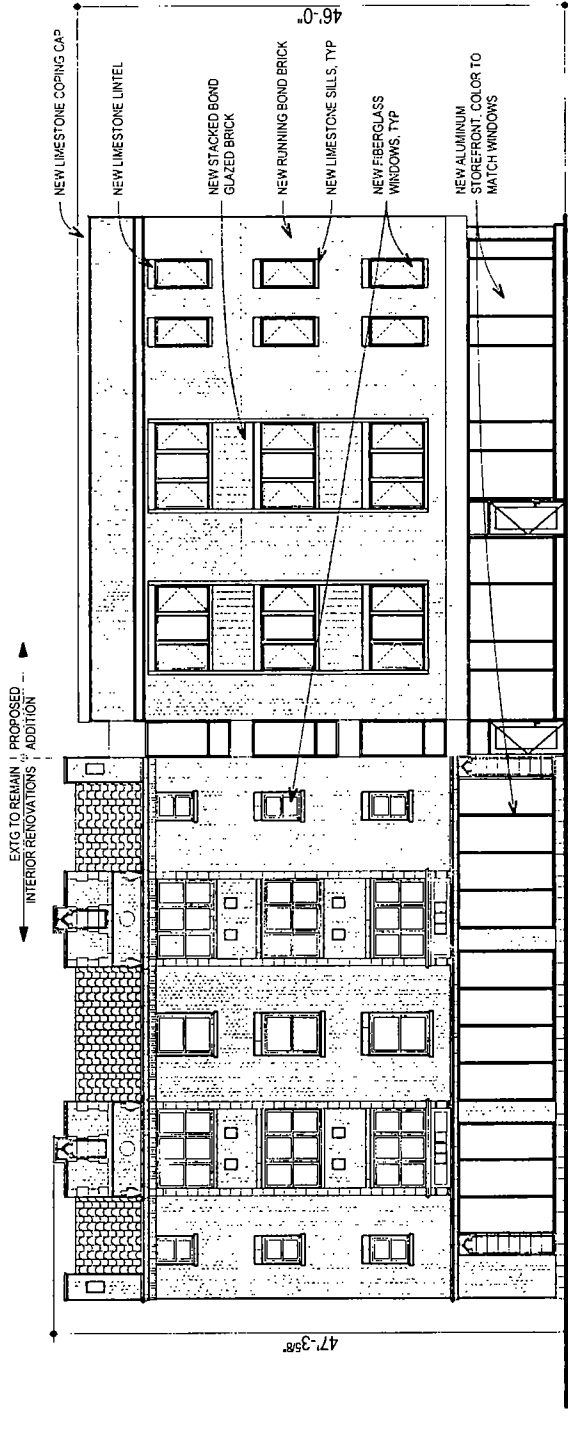 NEW LIMESTONE COPING CAP
NEW LIMESTONE LINTEL
NEW STACKED BOND
GLAZED BRICK
NEW RUNNING BOND BRICK
NEW LIMESTONE SILLS, TYP
NEW FIBERGLASS
WINDOWS, TYP
NEW ALUMINUM
STOREFRONT, COLOR TO
MATCH WINDOWS
46'-0"
EXTG TO REMAIN
INTERIOR RENOVATIONS
PROPOSED
ADDITION
47'-3 5/8"